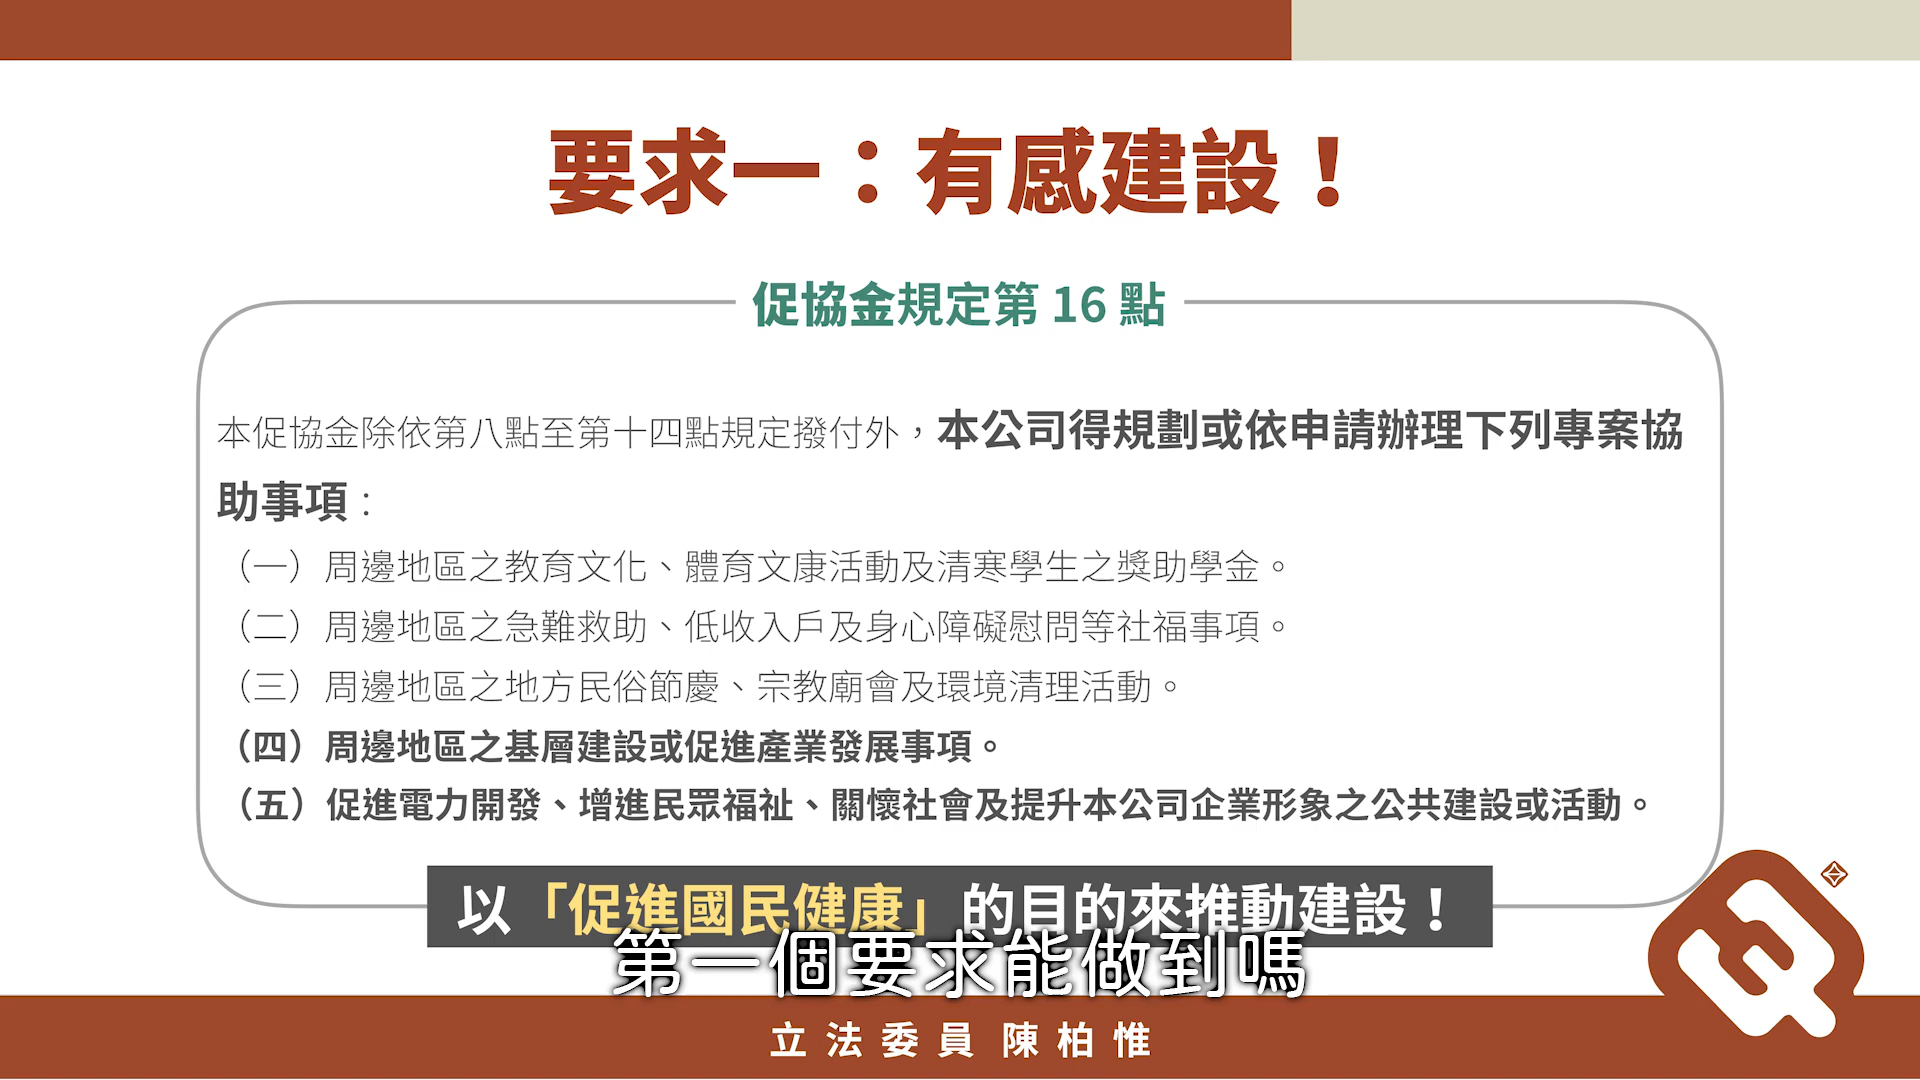 要求一：有感建設！
促協金規定第 16 點
本促協金除依第八點至第十四點規定撥付外，本公司得規劃或依申請辦理下列專案協
助事項：
（一）周邊地區之教育文化、體育文康活動及清寒學生之獎助學金。
（二）周邊地區之急難救助、低收入戶及身心障礙慰問等社福事項。
（三）周邊地區之地方民俗節慶、宗教廟會及環境清理活動。
（四）周邊地區之基層建設或促進產業發展事項。
（五）促進電力開發、增進民眾福祉、關懷社會及提升本公司企業形象之公共建設或活動。
以「促進國民健康」的目的來推動建設！
第一個要求能做到嗎
立法委員 陳柏惟